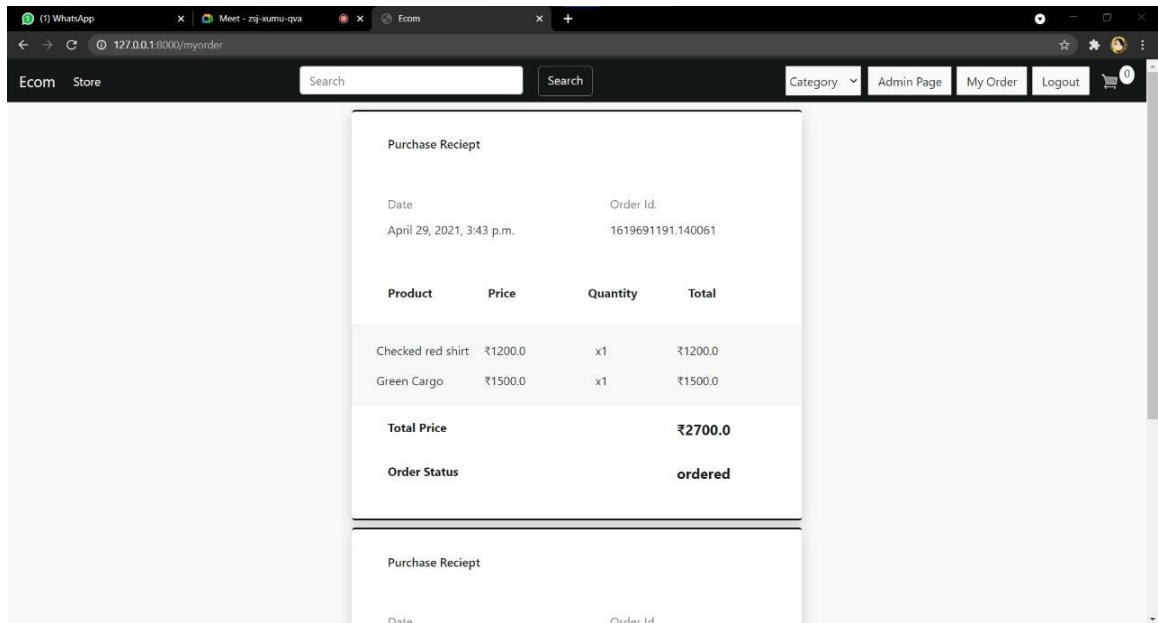 (1) WhatsApp Meet - zsj-xumu-qva Ecom
127.0.0.1:8000/myorder
Ecom Store Search Search Category Admin Page My Order Logout 0
Purchase Reciept
Date Order Id.
April 29, 2021, 3:43 p.m. 1619691191.140061
Product Price Quantity Total
Checked red shirt ₹1200.0 x1 ₹1200.0
Green Cargo ₹1500.0 x1 ₹1500.0
Total Price ₹2700.0
Order Status ordered
Purchase Reciept
Date Order Id.